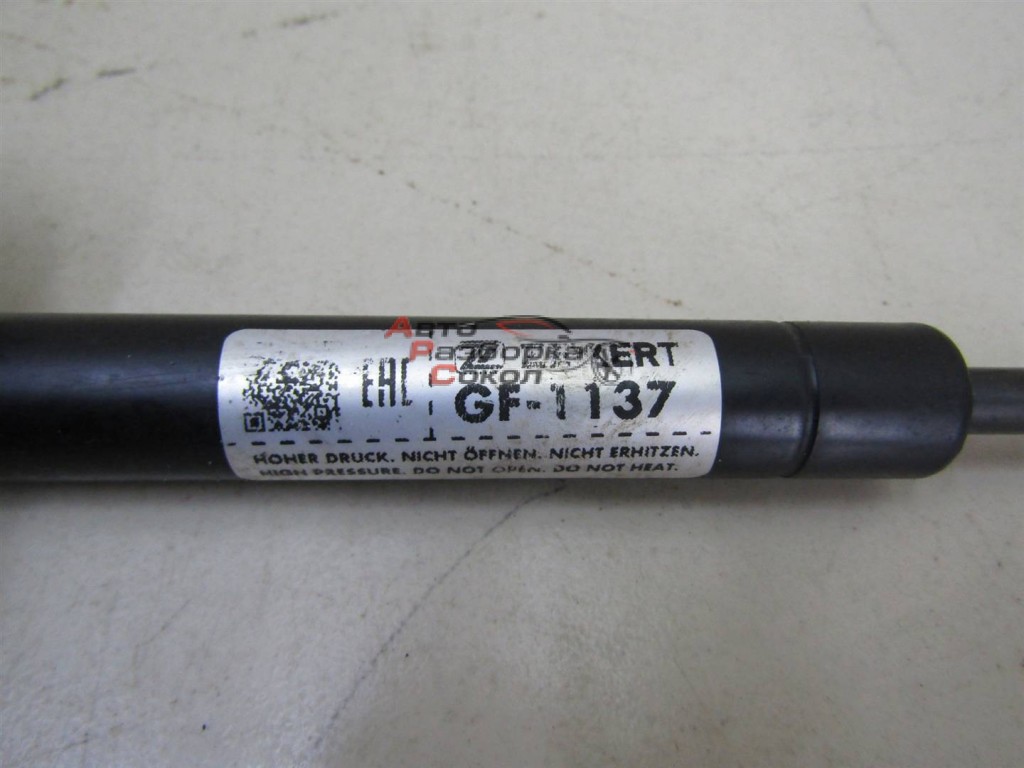 EAC
GF-1137
HOHER DRUCK. NICHT ÖFFNEN. NICHT ERHITZEN.
HIGH PRESSURE. DO NOT OPEN. DO NOT HEAT.
Авто
Разборка
Сокол